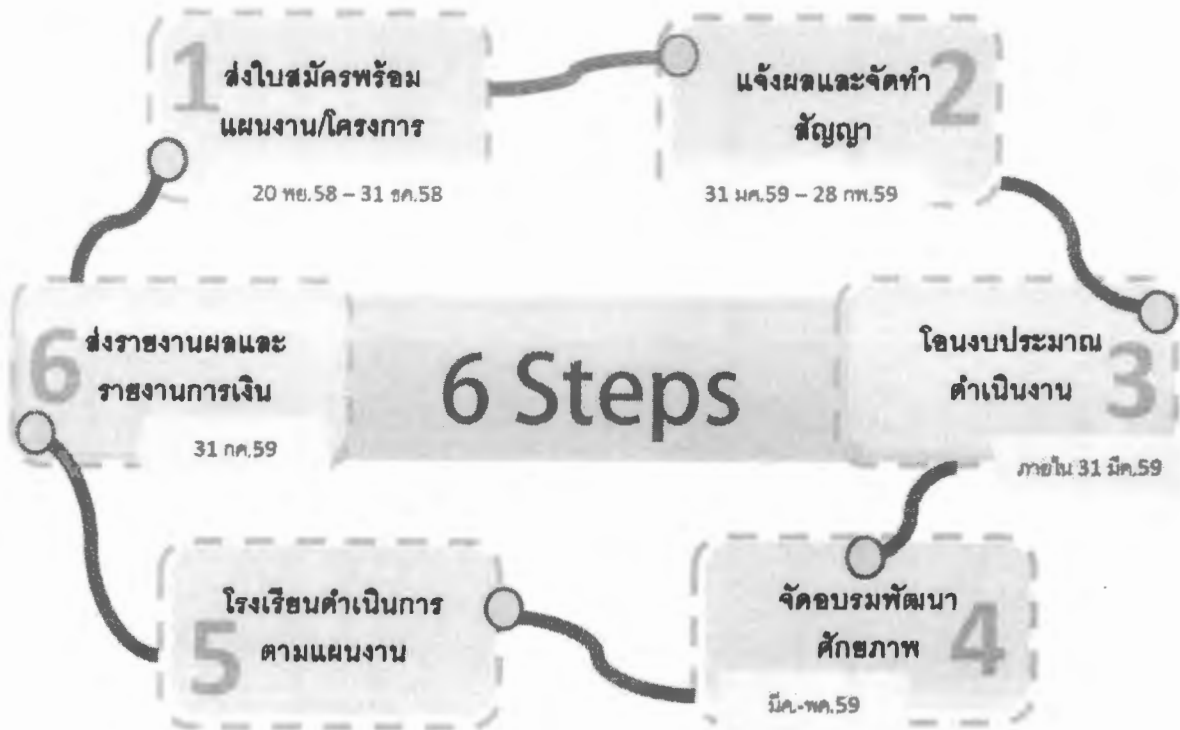 1
ส่งใบสมัครพร้อม
แผนงาน/โครงการ
20 พย.58 – 31 ธค.58
2
แจ้งผลและจัดทำ
สัญญา
31 มค.59 – 28 กพ.59
3
โอนงบประมาณ
ดำเนินงาน
ภายใน 31 มีค.59
4
จัดอบรมพัฒนา
ศักยภาพ
มีค.-พค.59
5
โรงเรียนดำเนินการ
ตามแผนงาน
6
ส่งรายงานผลและ
รายงานการเงิน
31 กค.59
6 Steps